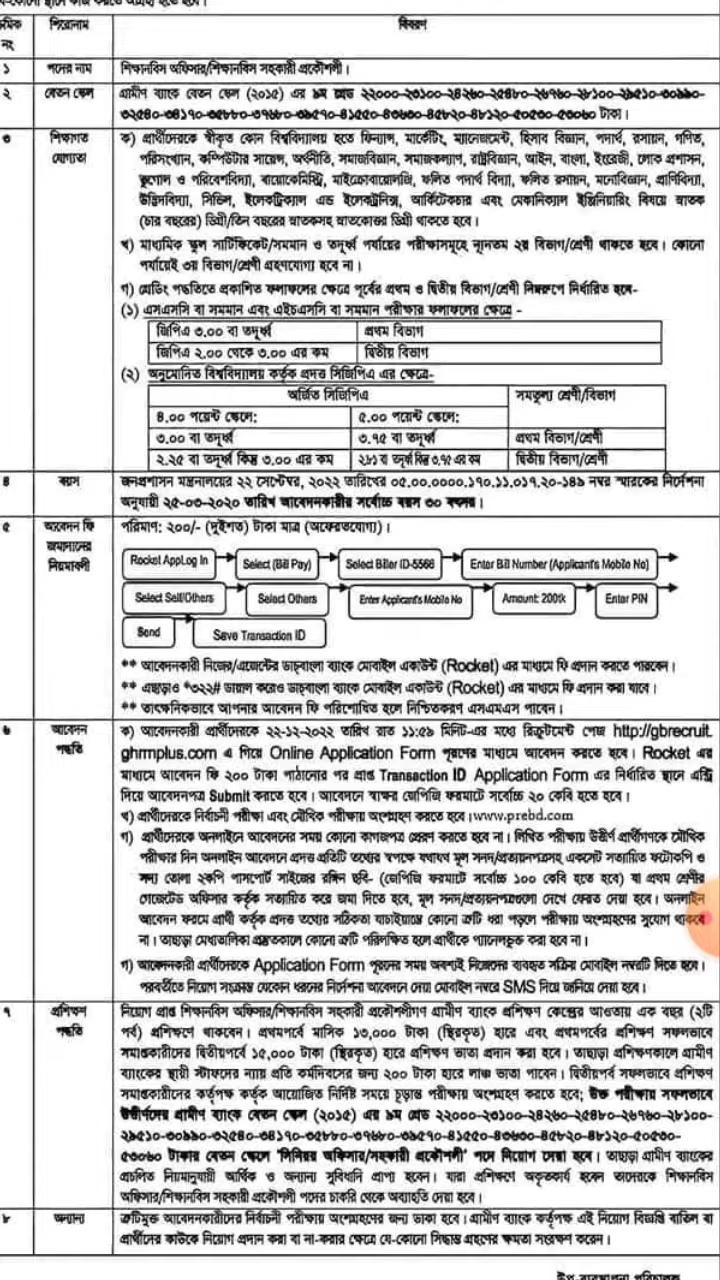 যে-কোনো স্থানে কাজ করতে আগ্রহী হতে হবে।
ক্রমিক নং
শিরোনাম
বিবরণ
১
পদের নাম
শিক্ষানবিস অফিসার/শিক্ষানবিস সহকারী প্রকৌশলী।
২
বেতন স্কেল
গ্রামীণ ব্যাংক বেতন স্কেল (২০১৫) এর ৯ম গ্রেড ২২০০০-২৩১০০-২৪২৬০-২৫৪৮০-২৬৭৬০-২৮১০০-২৯৫১০-৩০৯৯০-
৩২৫৪০-৩৪১৭০-৩৫৮৮০-৩৭৬৮০-৩৯৫৭০-৪১৫৫০-৪৩৬৩০-৪৫৮২০-৪৮১২০-৫০৫৩০-৫৩০৬০ টাকা।
৩
শিক্ষাগত
যোগ্যতা
ক) প্রার্থীদেরকে স্বীকৃত কোন বিশ্ববিদ্যালয় হতে ফিন্যান্স, মার্কেটিং, ম্যানেজমেন্ট, হিসাব বিজ্ঞান, পদার্থ, রসায়ন, গণিত,
পরিসংখ্যান, কম্পিউটার সায়েন্স, অর্থনীতি, সমাজবিজ্ঞান, সমাজকল্যাণ, রাষ্ট্রবিজ্ঞান, আইন, বাংলা, ইংরেজী, লোক প্রশাসন,
ভূগোল ও পরিবেশবিদ্যা, বায়োকেমিস্ট্রি, মাইক্রোবায়োলজি, ফলিত পদার্থ বিদ্যা, ফলিত রসায়ন, মনোবিজ্ঞান, প্রাণিবিদ্যা,
উদ্ভিদবিদ্যা, সিভিল, ইলেকট্রিক্যাল এন্ড ইলেকট্রনিক্স, আর্কিটেকচার এবং মেকানিক্যাল ইঞ্জিনিয়ারিং বিষয়ে স্নাতক
(চার বছরের) ডিগ্রী/তিন বছরের স্নাতকসহ স্নাতকোত্তর ডিগ্রী থাকতে হবে।
খ) মাধ্যমিক স্কুল সার্টিফিকেট/সমমান ও তদূর্ধ্ব পর্যায়ের পরীক্ষাসমূহে ন্যূনতম ২য় বিভাগ/শ্রেণী থাকতে হবে। কোনো
পর্যায়েই ৩য় বিভাগ/শ্রেণী গ্রহণযোগ্য হবে না।
গ) গ্রেডিং পদ্ধতিতে প্রকাশিত ফলাফলের ক্ষেত্রে পূর্বের প্রথম ও দ্বিতীয় বিভাগ/শ্রেণী নিম্নরূপে নির্ধারিত হবে-
(১) এসএসসি বা সমমান এবং এইচএসসি বা সমমান পরীক্ষার ফলাফলের ক্ষেত্রে -
জিপিএ ৩.০০ বা তদূর্ধ্ব
প্রথম বিভাগ
জিপিএ ২.০০ থেকে ৩.০০ এর কম
দ্বিতীয় বিভাগ
(২) অনুমোদিত বিশ্ববিদ্যালয় কর্তৃক প্রদত্ত সিজিপিএ এর ক্ষেত্রে-
অর্জিত সিজিপিএ
সমতুল্য শ্রেণী/বিভাগ
৪.০০ পয়েন্ট স্কেলে:
৫.০০ পয়েন্ট স্কেলে:
৩.০০ বা তদূর্ধ্ব
৩.৭৫ বা তদূর্ধ্ব
প্রথম বিভাগ/শ্রেণী
২.২৫ বা তদূর্ধ্ব কিন্তু ৩.০০ এর কম
২.৮১ বা তদূর্ধ্ব কিন্তু ৩.৭৫ এর কম
দ্বিতীয় বিভাগ/শ্রেণী
৪
বয়স
জনপ্রশাসন মন্ত্রনালয়ের ২২ সেপ্টেম্বর, ২০২২ তারিখের ০৫.০০.০০০০.১৭০.১১.০১৭.২০-১৪৯ নম্বর স্মারকের নির্দেশনা
অনুযায়ী ২৫-০৩-২০২০ তারিখ আবেদনকারীর সর্বোচ্চ বয়স ৩০ বৎসর।
৫
আবেদন ফি
জমাদানের
নিয়মাবলী
পরিমাণ: ২০০/- (দুইশত) টাকা মাত্র (অফেরতযোগ্য)।
Rocket AppLog In
Select (Bill Pay)
Select Biller ID-5566
Enter Bill Number (Applicant's Mobile No)
Select Self/Others
Select Others
Enter Applicant's Mobile No
Amount: 200tk
Enter PIN
Send
Save Transaction ID
** আবেদনকারী নিজের/এজেন্টের ডাচ্‌বাংলা ব্যাংক মোবাইল একাউন্ট (Rocket) এর মাধ্যমে ফি প্রদান করতে পারবেন।
** এছাড়াও *৩২২# ডায়াল করেও ডাচ্‌বাংলা ব্যাংক মোবাইল একাউন্ট (Rocket) এর মাধ্যমে ফি প্রদান করা যাবে।
** তাৎক্ষনিকভাবে আপনার আবেদন ফি পরিশোধিত হলে নিশ্চিতকরণ এসএমএস পাবেন।
৬
আবেদন
পদ্ধতি
ক) আবেদনকারী প্রার্থীদেরকে ২২-১২-২০২২ তারিখ রাত ১১:৫৯ মিনিট-এর মধ্যে রিক্রুটমেন্ট পেজ http://gbrecruit.
ghrmplus.com এ গিয়ে Online Application Form পূরণের মাধ্যমে আবেদন করতে হবে। Rocket এর
মাধ্যমে আবেদন ফি ২০০ টাকা পাঠানোর পর প্রাপ্ত Transaction ID Application Form এর নির্ধারিত স্থানে এন্ট্রি
দিয়ে আবেদনপত্র Submit করতে হবে। আবেদনে স্বাক্ষর জেপিজি ফরমাটে সর্বোচ্চ ২০ কেবি হতে হবে।
খ) প্রার্থীদেরকে নির্বাচনী পরীক্ষা এবং মৌখিক পরীক্ষায় অংশগ্রহণ করতে হবে। www.prebd.com
গ) প্রার্থীদেরকে অনলাইনে আবেদনের সময় কোনো কাগজপত্র প্রেরণ করতে হবে না। লিখিত পরীক্ষায় উত্তীর্ণ প্রার্থীগণকে মৌখিক
পরীক্ষার দিন অনলাইন আবেদনে প্রদত্ত প্রতিটি তথ্যের স্বপক্ষে যথাযথ মূল সনদ/প্রত্যয়নপত্রসহ একসেট সত্যায়িত ফটোকপি ও
সদ্য তোলা ২কপি পাসপোর্ট সাইজের রঙ্গিন ছবি- (জেপিজি ফরমাটে সর্বোচ্চ ১০০ কেবি হতে হবে) যা প্রথম শ্রেণীর
গেজেটেড অফিসার কর্তৃক সত্যায়িত করে জমা দিতে হবে, মূল সনদ/প্রত্যয়নপত্রগুলো দেখে ফেরত দেয়া হবে। অনলাইন
আবেদন ফরমে প্রার্থী কর্তৃক প্রদত্ত তথ্যের সঠিকতা যাচাইয়ান্তে কোনো ত্রুটি ধরা পড়লে পরীক্ষায় অংশগ্রহণের সুযোগ থাকবে
না। তাছাড়া মেধাতালিকা প্রস্তুতকালে কোনো ত্রুটি পরিলক্ষিত হলে প্রার্থীকে প্যানেলভুক্ত করা হবে না।
গ) আবেদনকারী প্রার্থীদেরকে Application Form পূরনের সময় অবশ্যই নিজেদের ব্যবহৃত সক্রিয় মোবাইল নম্বরটি দিতে হবে।
পরবর্তীতে নিয়োগ সংক্রান্ত যেকোন ধরনের নির্দেশনা আবেদনে দেয়া মোবাইল নম্বরে SMS দিয়ে জানিয়ে দেয়া হবে।
৭
প্রশিক্ষণ
পদ্ধতি
নিয়োগ প্রাপ্ত শিক্ষানবিস অফিসার/শিক্ষানবিস সহকারী প্রকৌশলীগণ গ্রামীণ ব্যাংক প্রশিক্ষণ কেন্দ্রের আওতায় এক বছর (২টি
পর্ব) প্রশিক্ষণে থাকবেন। প্রথমপর্বে মাসিক ১৩,০০০ টাকা (স্থিরকৃত) হারে এবং প্রথমপর্বের প্রশিক্ষণ সফলভাবে
সমাপ্তকারীদের দ্বিতীয়পর্বে ১৫,০০০ টাকা (স্থিরকৃত) হারে প্রশিক্ষণ ভাতা প্রদান করা হবে। তাছাড়া প্রশিক্ষণকালে গ্রামীণ
ব্যাংকের স্থায়ী স্টাফদের ন্যায় প্রতি কর্মদিবসের জন্য ২০০ টাকা হারে লাঞ্চ ভাতা পাবেন। দ্বিতীয়পর্ব সফলভাবে প্রশিক্ষণ
সমাপ্তকারীদের কর্তৃপক্ষ কর্তৃক আয়োজিত নির্দিষ্ট সময়ে চূড়ান্ত পরীক্ষায় অংশগ্রহণ করতে হবে; উক্ত পরীক্ষায় সফলভাবে
উত্তীর্ণদের গ্রামীণ ব্যাংক বেতন স্কেল (২০১৫) এর ৯ম গ্রেড ২২০০০-২৩১০০-২৪২৬০-২৫৪৮০-২৬৭৬০-২৮১০০-
২৯৫১০-৩০৯৯০-৩২৫৪০-৩৪১৭০-৩৫৮৮০-৩৭৬৮০-৩৯৫৭০-৪১৫৫০-৪৩৬৩০-৪৫৮২০-৪৮১২০-৫০৫৩০-
৫৩০৬০ টাকার বেতন স্কেলে 'সিনিয়র অফিসার/সহকারী প্রকৌশলী' পদে নিয়োগ দেয়া হবে। তাছাড়া গ্রামীণ ব্যাংকের
প্রচলিত নিয়মানুযায়ী আর্থিক ও অন্যান্য সুবিধাদি প্রাপ্য হবেন। যারা প্রশিক্ষণে অকৃতকার্য হবেন তাদেরকে শিক্ষানবিস
অফিসার/শিক্ষানবিস সহকারী প্রকৌশলী পদের চাকরি থেকে অব্যাহতি দেয়া হবে।
৮
অন্যান্য
ত্রুটিমুক্ত আবেদনকারীদের নির্বাচনী পরীক্ষায় অংশগ্রহণের জন্য ডাকা হবে। গ্রামীণ ব্যাংক কর্তৃপক্ষ এই নিয়োগ বিজ্ঞপ্তি বাতিল বা
প্রার্থীদের কাউকে নিয়োগ প্রদান করা বা না-করার ক্ষেত্রে যে-কোনো সিদ্ধান্ত গ্রহণের ক্ষমতা সংরক্ষণ করেন।
উপ-ব্যবস্থাপনা পরিচালক